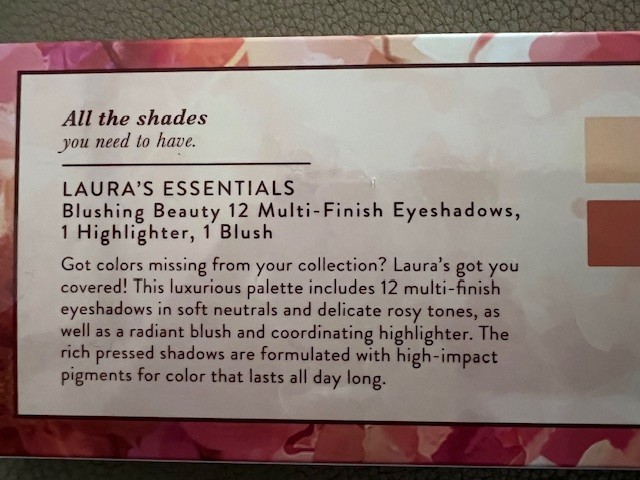 All the shades
you need to have.
LAURA'S ESSENTIALS
Blushing Beauty 12 Multi-Finish Eyeshadows,
1 Highlighter, 1 Blush
Got colors missing from your collection? Laura's got you
covered! This luxurious palette includes 12 multi-finish
eyeshadows in soft neutrals and delicate rosy tones, as
well as a radiant blush and coordinating highlighter. The
rich pressed shadows are formulated with high-impact
pigments for color that lasts all day long.